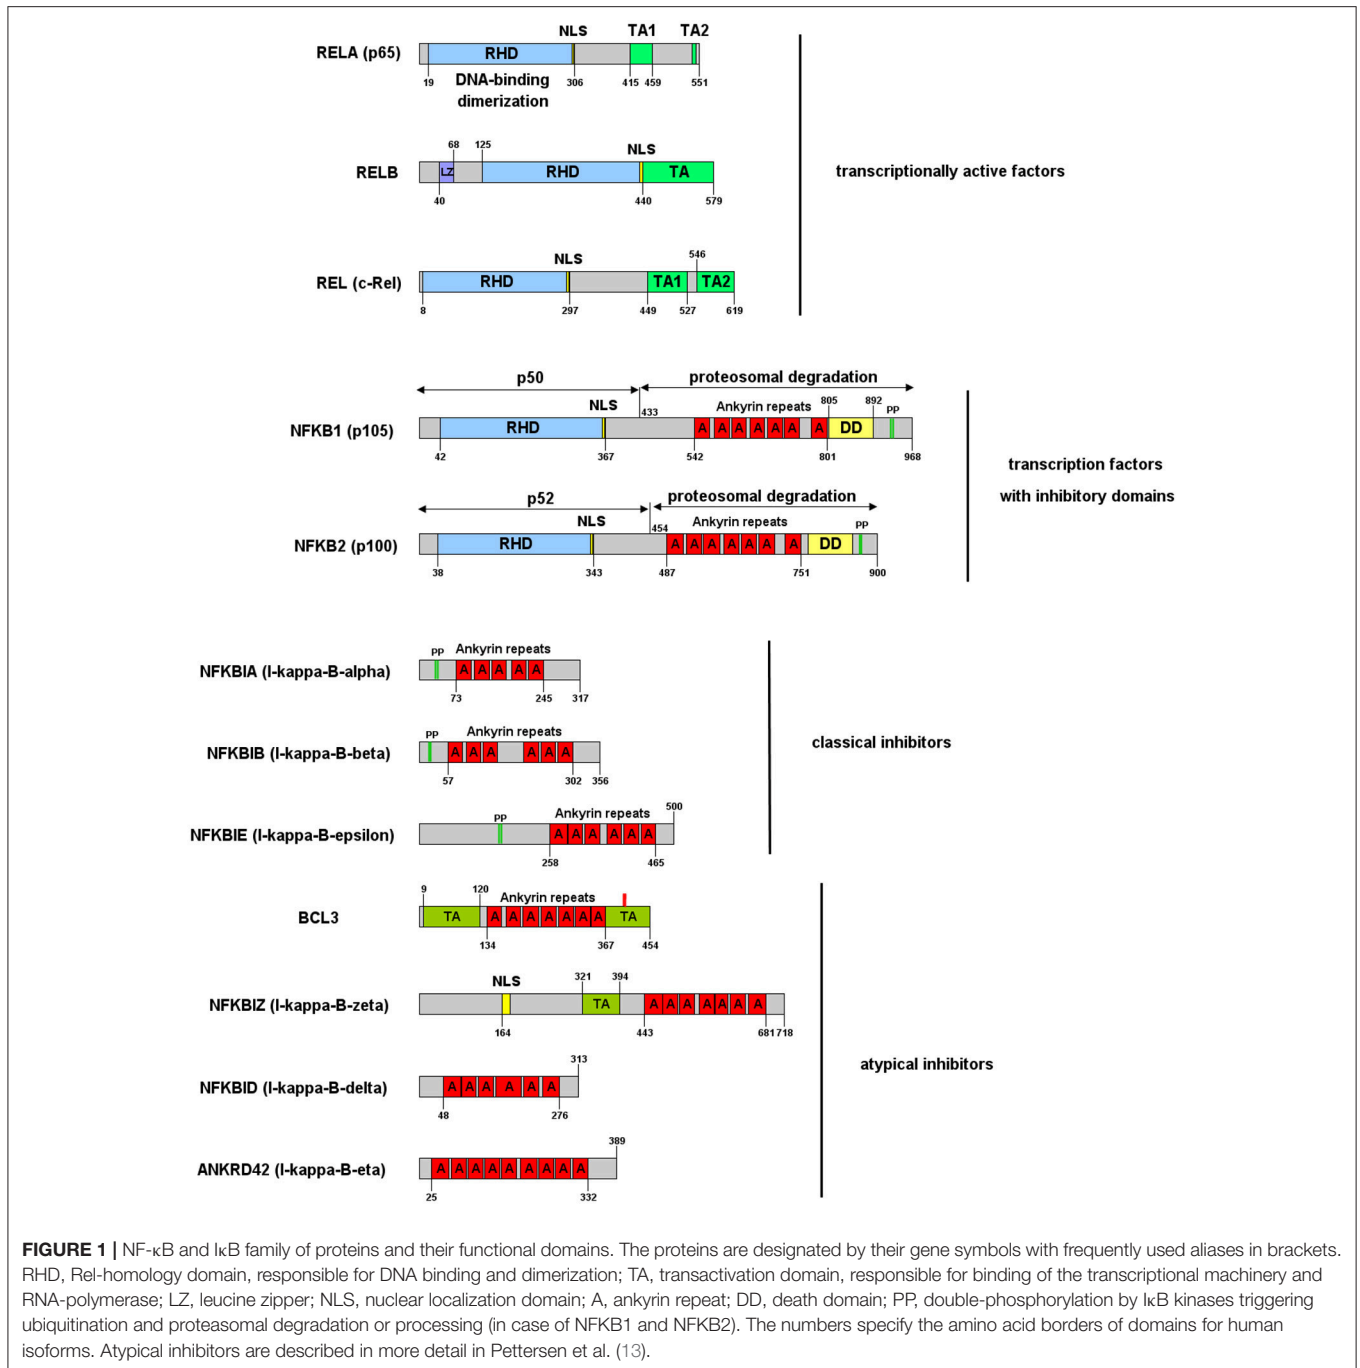 NLS TA1 TA2
RELA (p65) RHD
19 DNA-binding 306 415 459 551
dimerization
68 125 NLS
RELB LZ RHD TA transcriptionally active factors
40 440 579
546
NLS
REL (c-Rel) RHD TA1 TA2
8 297 449 527 619
p50 proteosomal degradation
NLS 433 Ankyrin repeats 805 892 PP
NFKB1 (p105) RHD A A A A A A A DD
42 367 542 801 968
transcription factors
with inhibitory domains
p52 proteosomal degradation
NLS 454 Ankyrin repeats PP
NFKB2 (p100) RHD A A A A A A A DD
38 343 487 751 900
PP Ankyrin repeats
NFKBIA (I-kappa-B-alpha) A A A A A
73 245 317
PP Ankyrin repeats classical inhibitors
NFKBIB (I-kappa-B-beta) A A A A A A
57 302 356
500
PP Ankyrin repeats
NFKBIE (I-kappa-B-epsilon) A A A A A A
258 465
9 120 Ankyrin repeats
BCL3 TA A A A A A A A TA
134 367 454
NLS 321 394
NFKBIZ (I-kappa-B-zeta) TA A A A A A A A
164 443 681 718
atypical inhibitors
313
NFKBID (I-kappa-B-delta) A A A A A A
48 276
389
ANKRD42 (I-kappa-B-eta) A A A A A A A A A
25 332
FIGURE 1 | NF-κB and IκB family of proteins and their functional domains. The proteins are designated by their gene symbols with frequently used aliases in brackets.
RHD, Rel-homology domain, responsible for DNA binding and dimerization; TA, transactivation domain, responsible for binding of the transcriptional machinery and
RNA-polymerase; LZ, leucine zipper; NLS, nuclear localization domain; A, ankyrin repeat; DD, death domain; PP, double-phosphorylation by IκB kinases triggering
ubiquitination and proteasomal degradation or processing (in case of NFKB1 and NFKB2). The numbers specify the amino acid borders of domains for human
isoforms. Atypical inhibitors are described in more detail in Pettersen et al. (13).